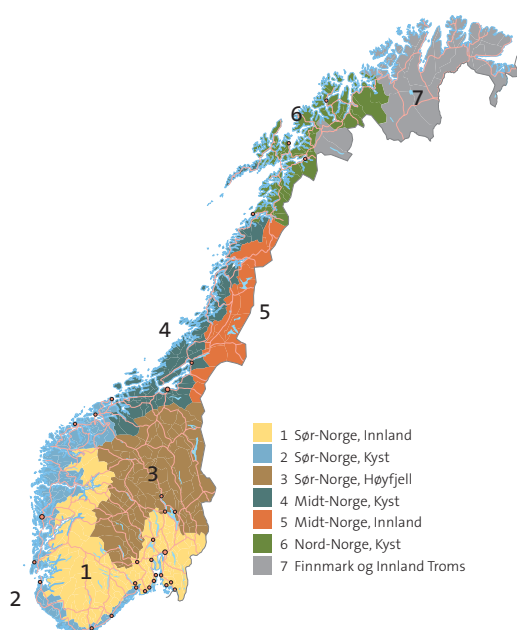 7
6
5
4
3
1
2
1 Sør-Norge, Innland
2 Sør-Norge, Kyst
3 Sør-Norge, Høyfjell
4 Midt-Norge, Kyst
5 Midt-Norge, Innland
6 Nord-Norge, Kyst
7 Finnmark og Innland Troms